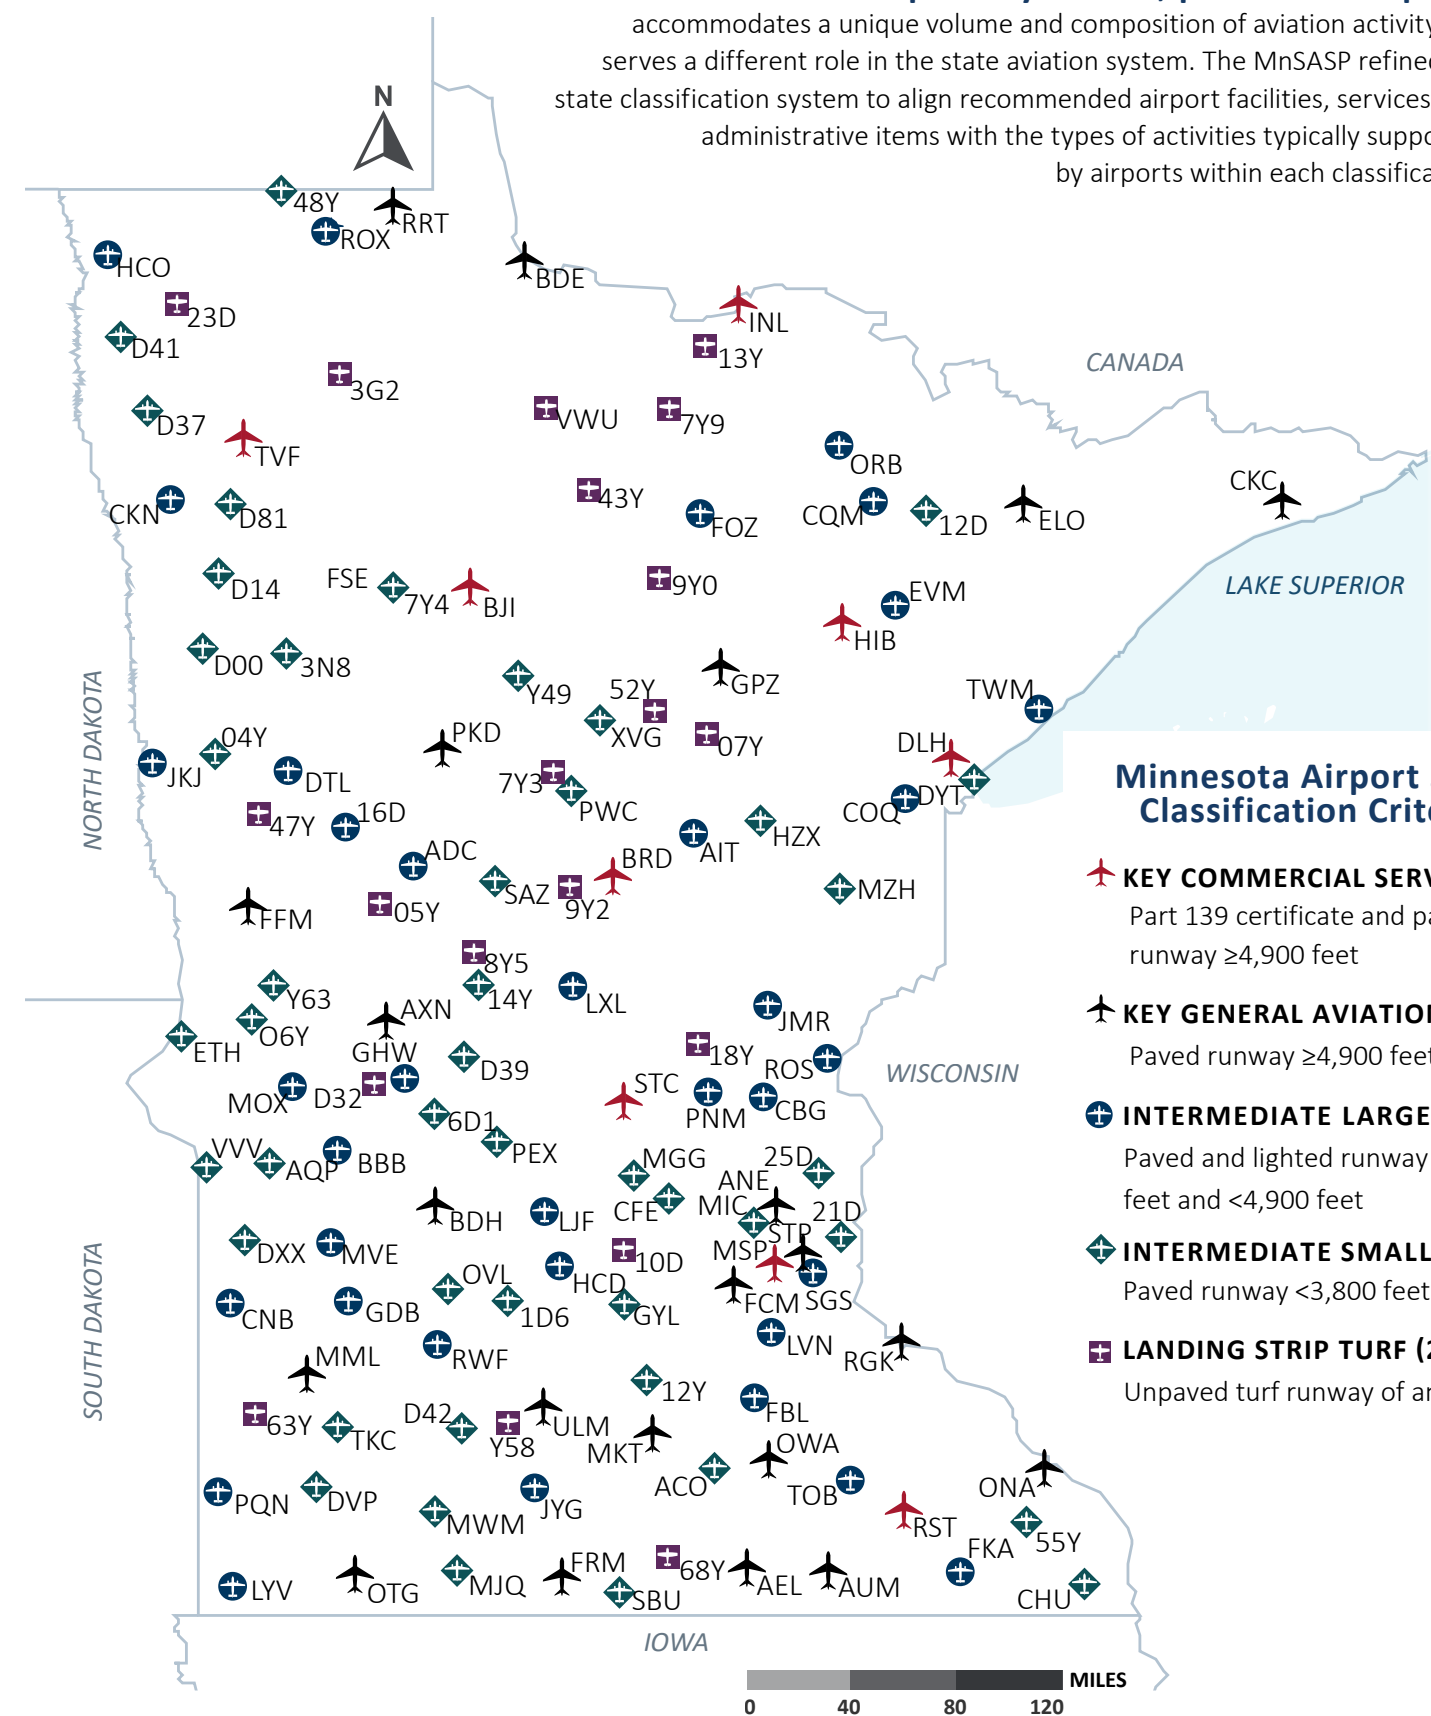 accommodates a unique volume and composition of aviation activity
serves a different role in the state aviation system. The MnSASP refined
state classification system to align recommended airport facilities, services,
administrative items with the types of activities typically suppo
by airports within each classifica
N
48Y
RRT
ROX
HCO
BDE
23D
INL
D41
13Y
CANADA
3G2
D37
VWU
7Y9
TVF
ORB
CKC
43Y
CKN
D81
FOZ
CQM
12D
ELO
FSE
D14
7Y4
BJI
9Y0
EVM
LAKE SUPERIOR
HIB
D00
3N8
Y49
52Y
GPZ
TWM
NORTH DAKOTA
04Y
PKD
XVG
07Y
DLH
JKJ
DTL
7Y3
DYT
PWC
COQ
47Y
16D
HZX
ADC
BRD
AIT
SAZ
9Y2
MZH
FFM
05Y
8Y5
Y63
14Y
LXL
AXN
JMR
O6Y
ETH
GHW
D39
18Y
ROS
WISCONSIN
MOX
D32
STC
PNM
CBG
6D1
VVV
AQP
BBB
PEX
MGG
25D
ANE
CFE
MIC
21D
BDH
LJF
STP
DXX
MVE
10D
MSP
HCD
OVL
FCM
SGS
CNB
GDB
1D6
GYL
SOUTH DAKOTA
RWF
LVN
RGK
MML
12Y
FBL
63Y
TKC
D42
Y58
ULM
MKT
OWA
ACO
TOB
ONA
PQN
DVP
JYG
MWM
RST
55Y
FKA
LYV
OTG
MJQ
FRM
SBU
68Y
AEL
AUM
CHU
IOWA
0 40 80 120 MILES
Minnesota Airport
Classification Crite
KEY COMMERCIAL SERV
Part 139 certificate and pa
runway ≥4,900 feet
KEY GENERAL AVIATION
Paved runway ≥4,900 feet
INTERMEDIATE LARGE
Paved and lighted runway
feet and <4,900 feet
INTERMEDIATE SMALL
Paved runway <3,800 feet
LANDING STRIP TURF (2
Unpaved turf runway of an